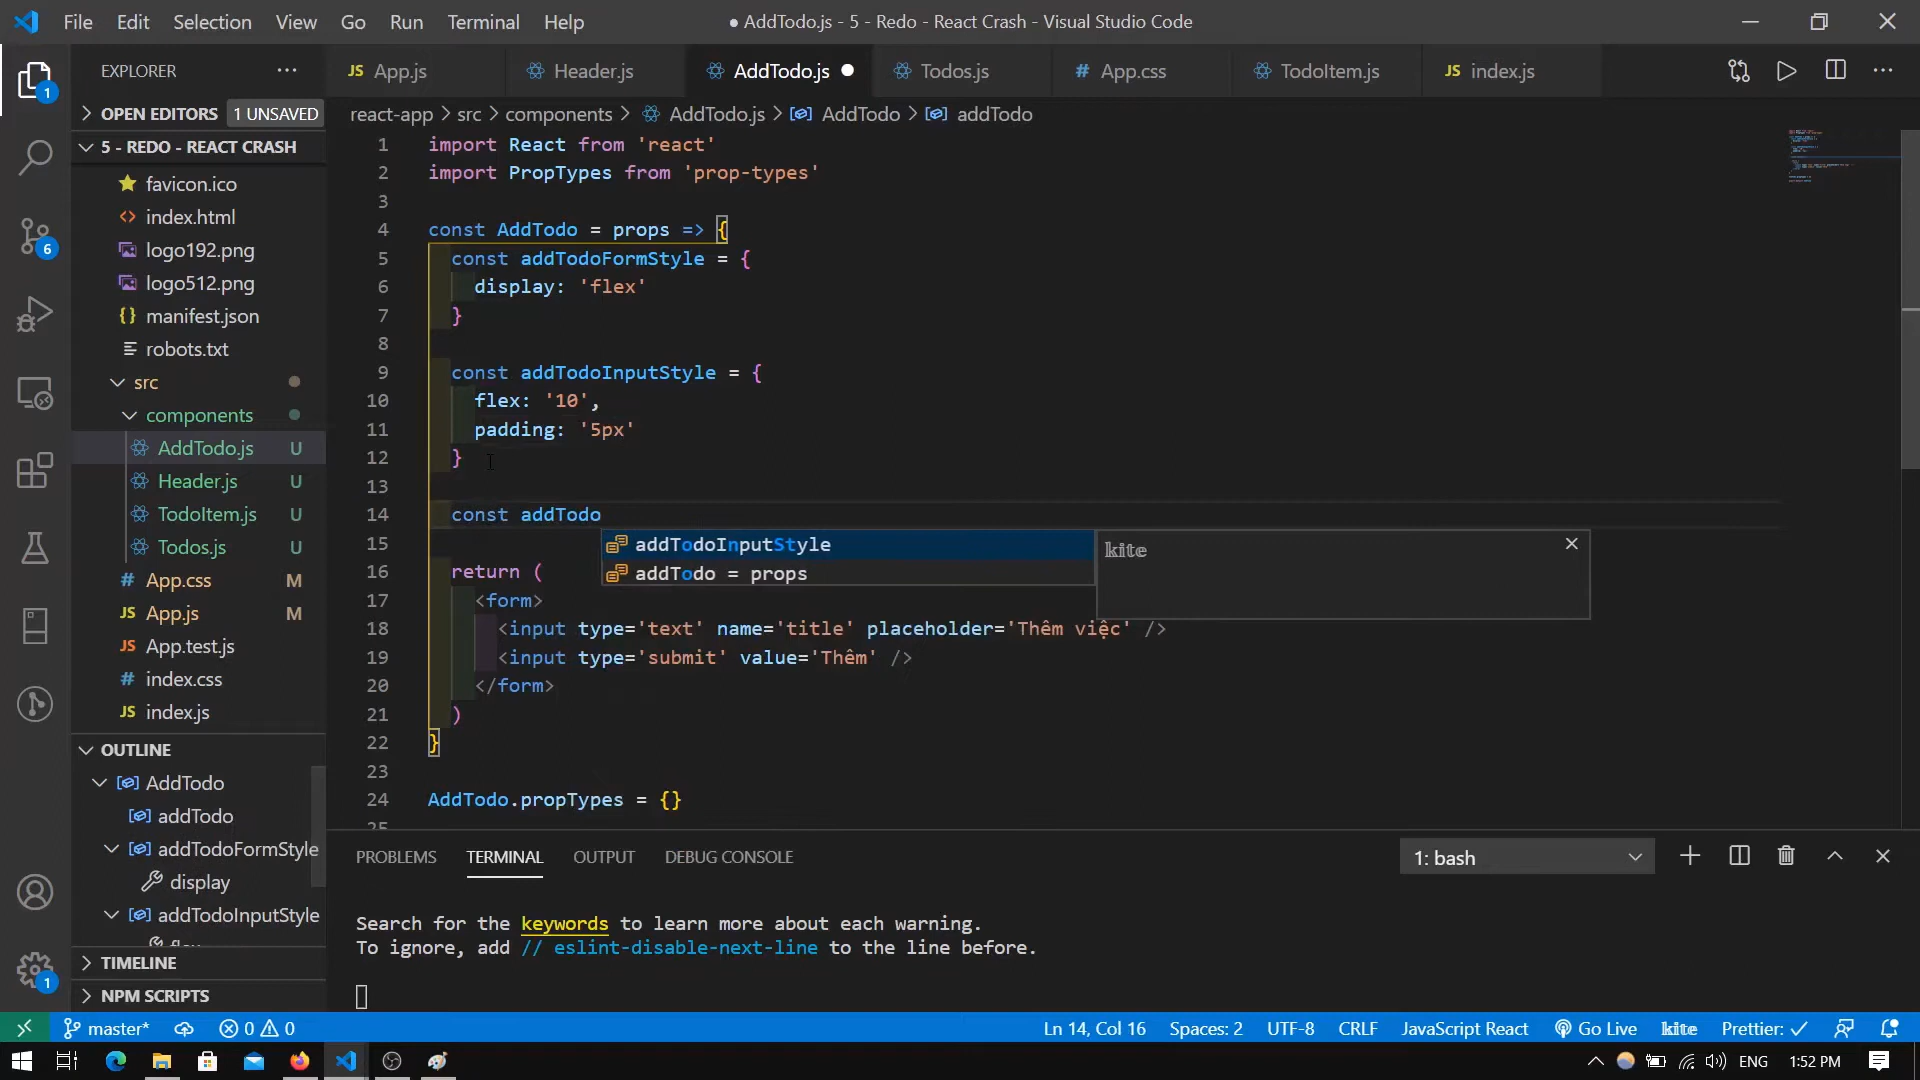 File Edit Selection View Go Run Terminal Help
● AddTodo.js - 5 - Redo - React Crash - Visual Studio Code
EXPLORER
JS App.js
Header.js
AddTodo.js
Todos.js
# App.css
TodoItem.js
JS index.js
OPEN EDITORS 1 UNSAVED
react-app > src > components > AddTodo.js > AddTodo > addTodo
5 - REDO - REACT CRASH
favicon.ico
index.html
logo192.png
logo512.png
{} manifest.json
robots.txt
src
components
AddTodo.js U
Header.js U
TodoItem.js U
Todos.js U
# App.css M
JS App.js M
JS App.test.js
# index.css
JS index.js
OUTLINE
AddTodo
addTodo
addTodoFormStyle
display
addTodoInputStyle
flex
TIMELINE
NPM SCRIPTS
1 import React from 'react'
2 import PropTypes from 'prop-types'
3
4 const AddTodo = props => {
5 const addTodoFormStyle = {
6 display: 'flex'
7 }
8
9 const addTodoInputStyle = {
10 flex: '10',
11 padding: '5px'
12 }
13
14 const addTodo
15
16 return (
17 <form>
18 <input type='text' name='title' placeholder='Thêm việc' />
19 <input type='submit' value='Thêm' />
20 </form>
21 )
22 }
23
24 AddTodo.propTypes = {}
25
addTodoInputStyle
addTodo = props
kite
PROBLEMS TERMINAL OUTPUT DEBUG CONSOLE
1: bash
Search for the keywords to learn more about each warning.
To ignore, add // eslint-disable-next-line to the line before.
1
6
1
master* 0 0
Ln 14, Col 16 Spaces: 2 UTF-8 CRLF JavaScript React Go Live kite Prettier: ✓
ENG 1:52 PM